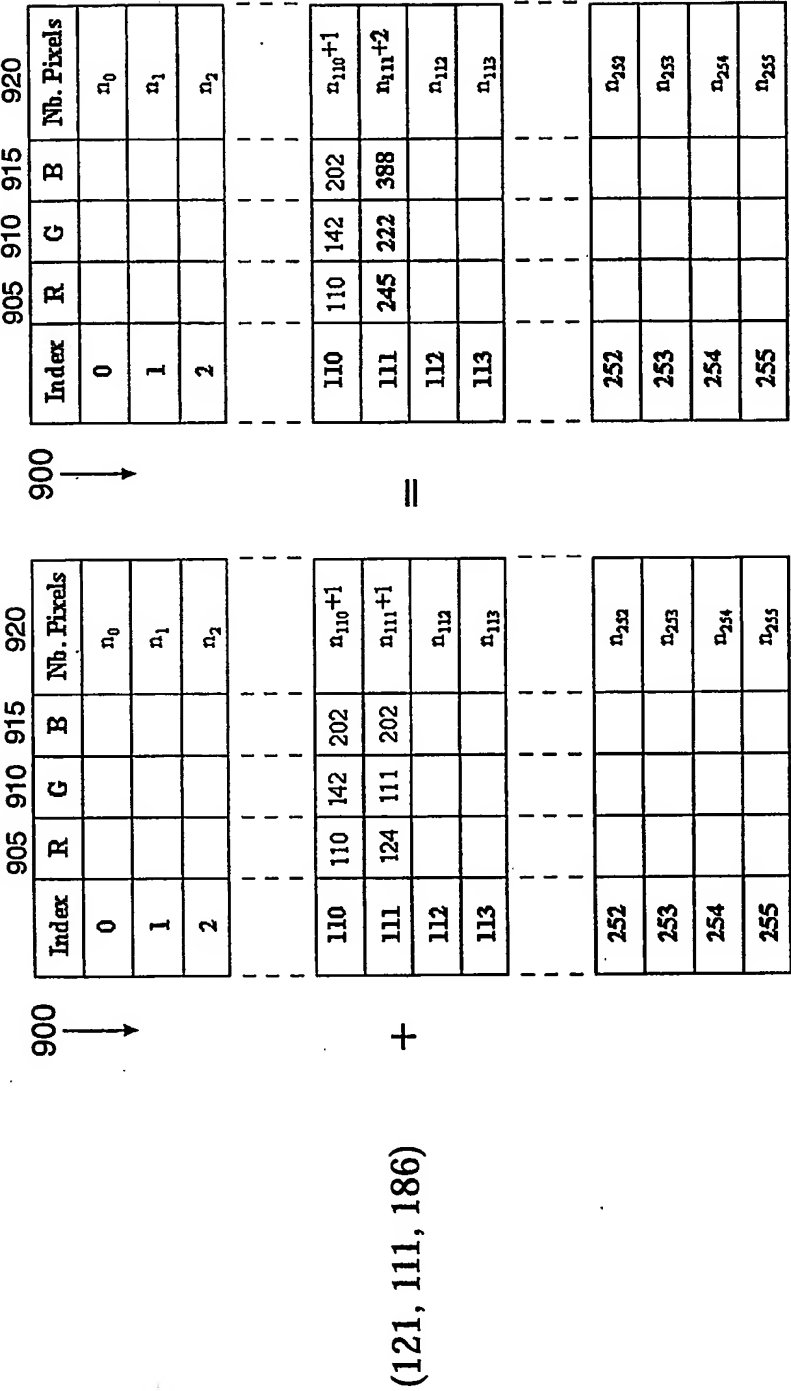 (121, 111, 186)
+
900
905 910 915 920
Index R G B Nb. Pixels
0 n₀
1 n₁
2 n₂
110 110 142 202 n₁₁₀+1
111 124 111 202 n₁₁₁+1
112 n₁₁₂
113 n₁₁₃
252 n₂₅₂
253 n₂₅₃
254 n₂₅₄
255 n₂₅₅
=
900
905 910 915 920
Index R G B Nb. Pixels
0 n₀
1 n₁
2 n₂
110 110 142 202 n₁₁₀+1
111 245 222 388 n₁₁₁+2
112 n₁₁₂
113 n₁₁₃
252 n₂₅₂
253 n₂₅₃
254 n₂₅₄
255 n₂₅₅